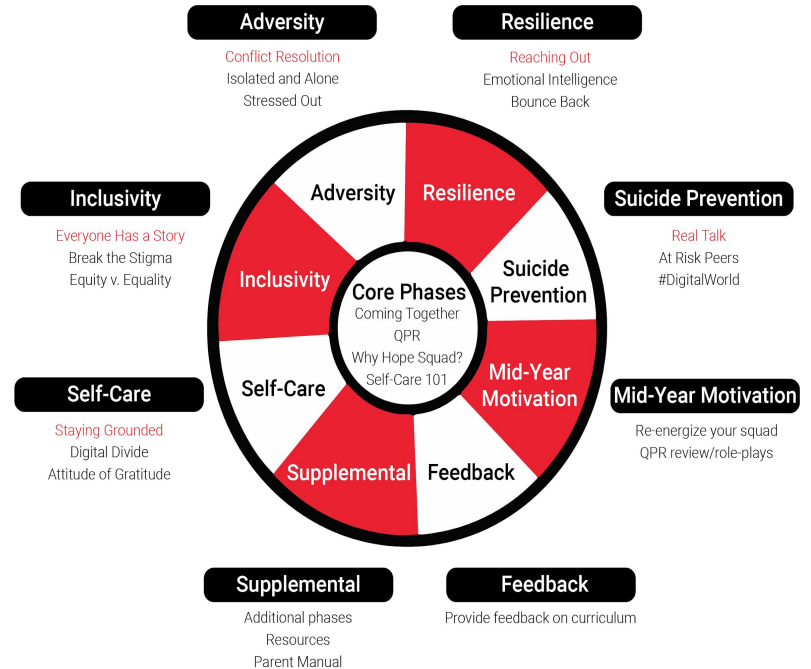 Adversity
Conflict Resolution
Isolated and Alone
Stressed Out
Resilience
Reaching Out
Emotional Intelligence
Bounce Back
Inclusivity
Everyone Has a Story
Break the Stigma
Equity v. Equality
Suicide Prevention
Real Talk
At Risk Peers
#DigitalWorld
Self-Care
Staying Grounded
Digital Divide
Attitude of Gratitude
Mid-Year Motivation
Re-energize your squad
QPR review/role-plays
Supplemental
Additional phases
Resources
Parent Manual
Feedback
Provide feedback on curriculum
Adversity
Resilience
Inclusivity
Suicide
Prevention
Core Phases
Coming Together
QPR
Why Hope Squad?
Self-Care 101
Self-Care
Mid-Year
Motivation
Supplemental
Feedback